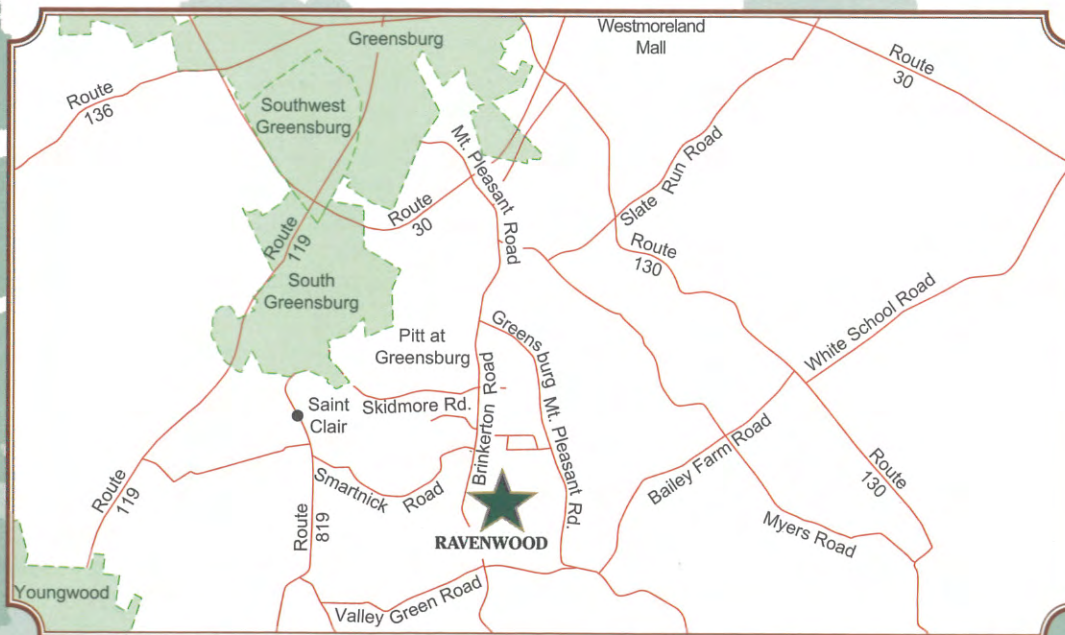 Greensburg
Westmoreland
Mall
Route
30
Route
136
Southwest
Greensburg
Mt. Pleasant Road
Slate Run Road
Route
30
Route
119
Route
130
South
Greensburg
White School Road
Pitt at
Greensburg
Greensburg Mt. Pleasant Rd.
Brinkerton Road
Saint
Clair
Skidmore Rd.
Bailey Farm Road
Route
130
Smartnick Road
Route
119
Route
819
Myers Road
RAVENWOOD
Youngwood
Valley Green Road